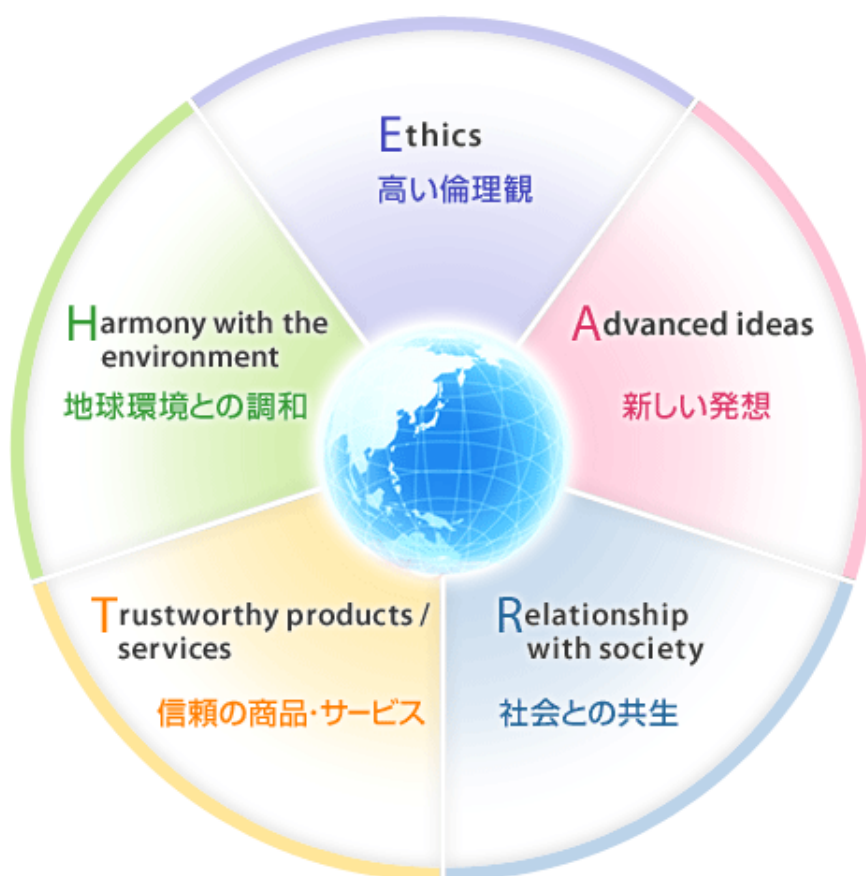 Ethics
高い倫理観
Harmony with the
environment
地球環境との調和
Advanced ideas
新しい発想
Trustworthy products /
services
信頼の商品・サービス
Relationship
with society
社会との共生